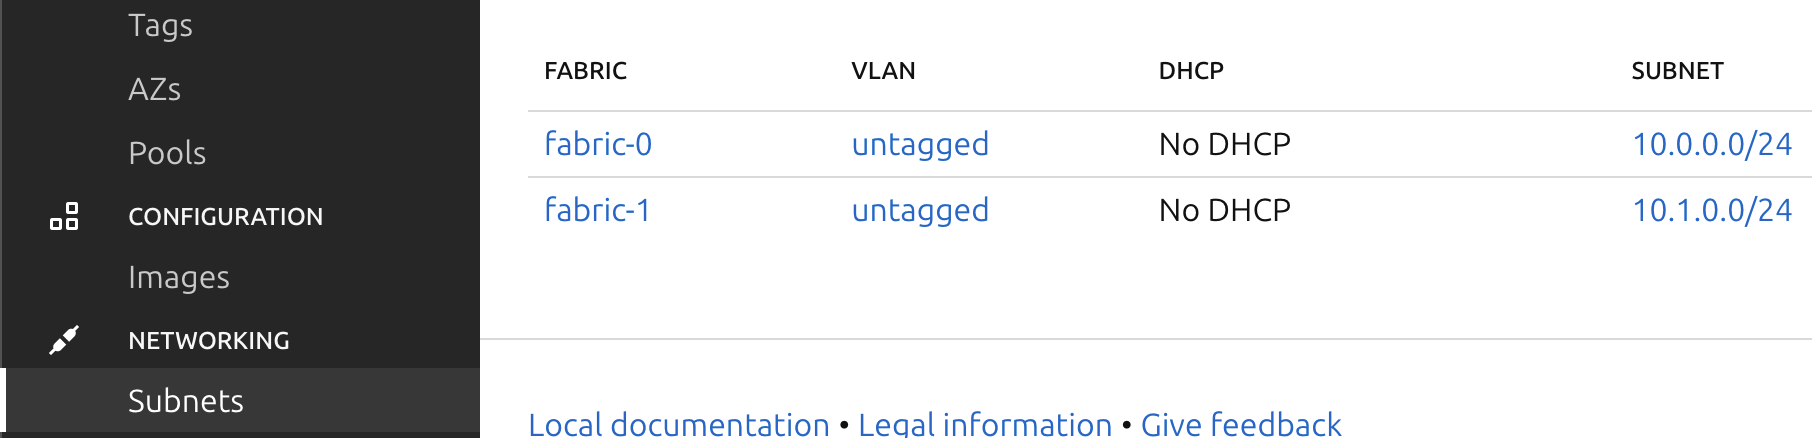 Tags
AZs
Pools
CONFIGURATION
Images
NETWORKING
Subnets
FABRIC VLAN DHCP SUBNET
fabric-0 untagged No DHCP 10.0.0.0/24
fabric-1 untagged No DHCP 10.1.0.0/24
Local documentation • Legal information • Give feedback